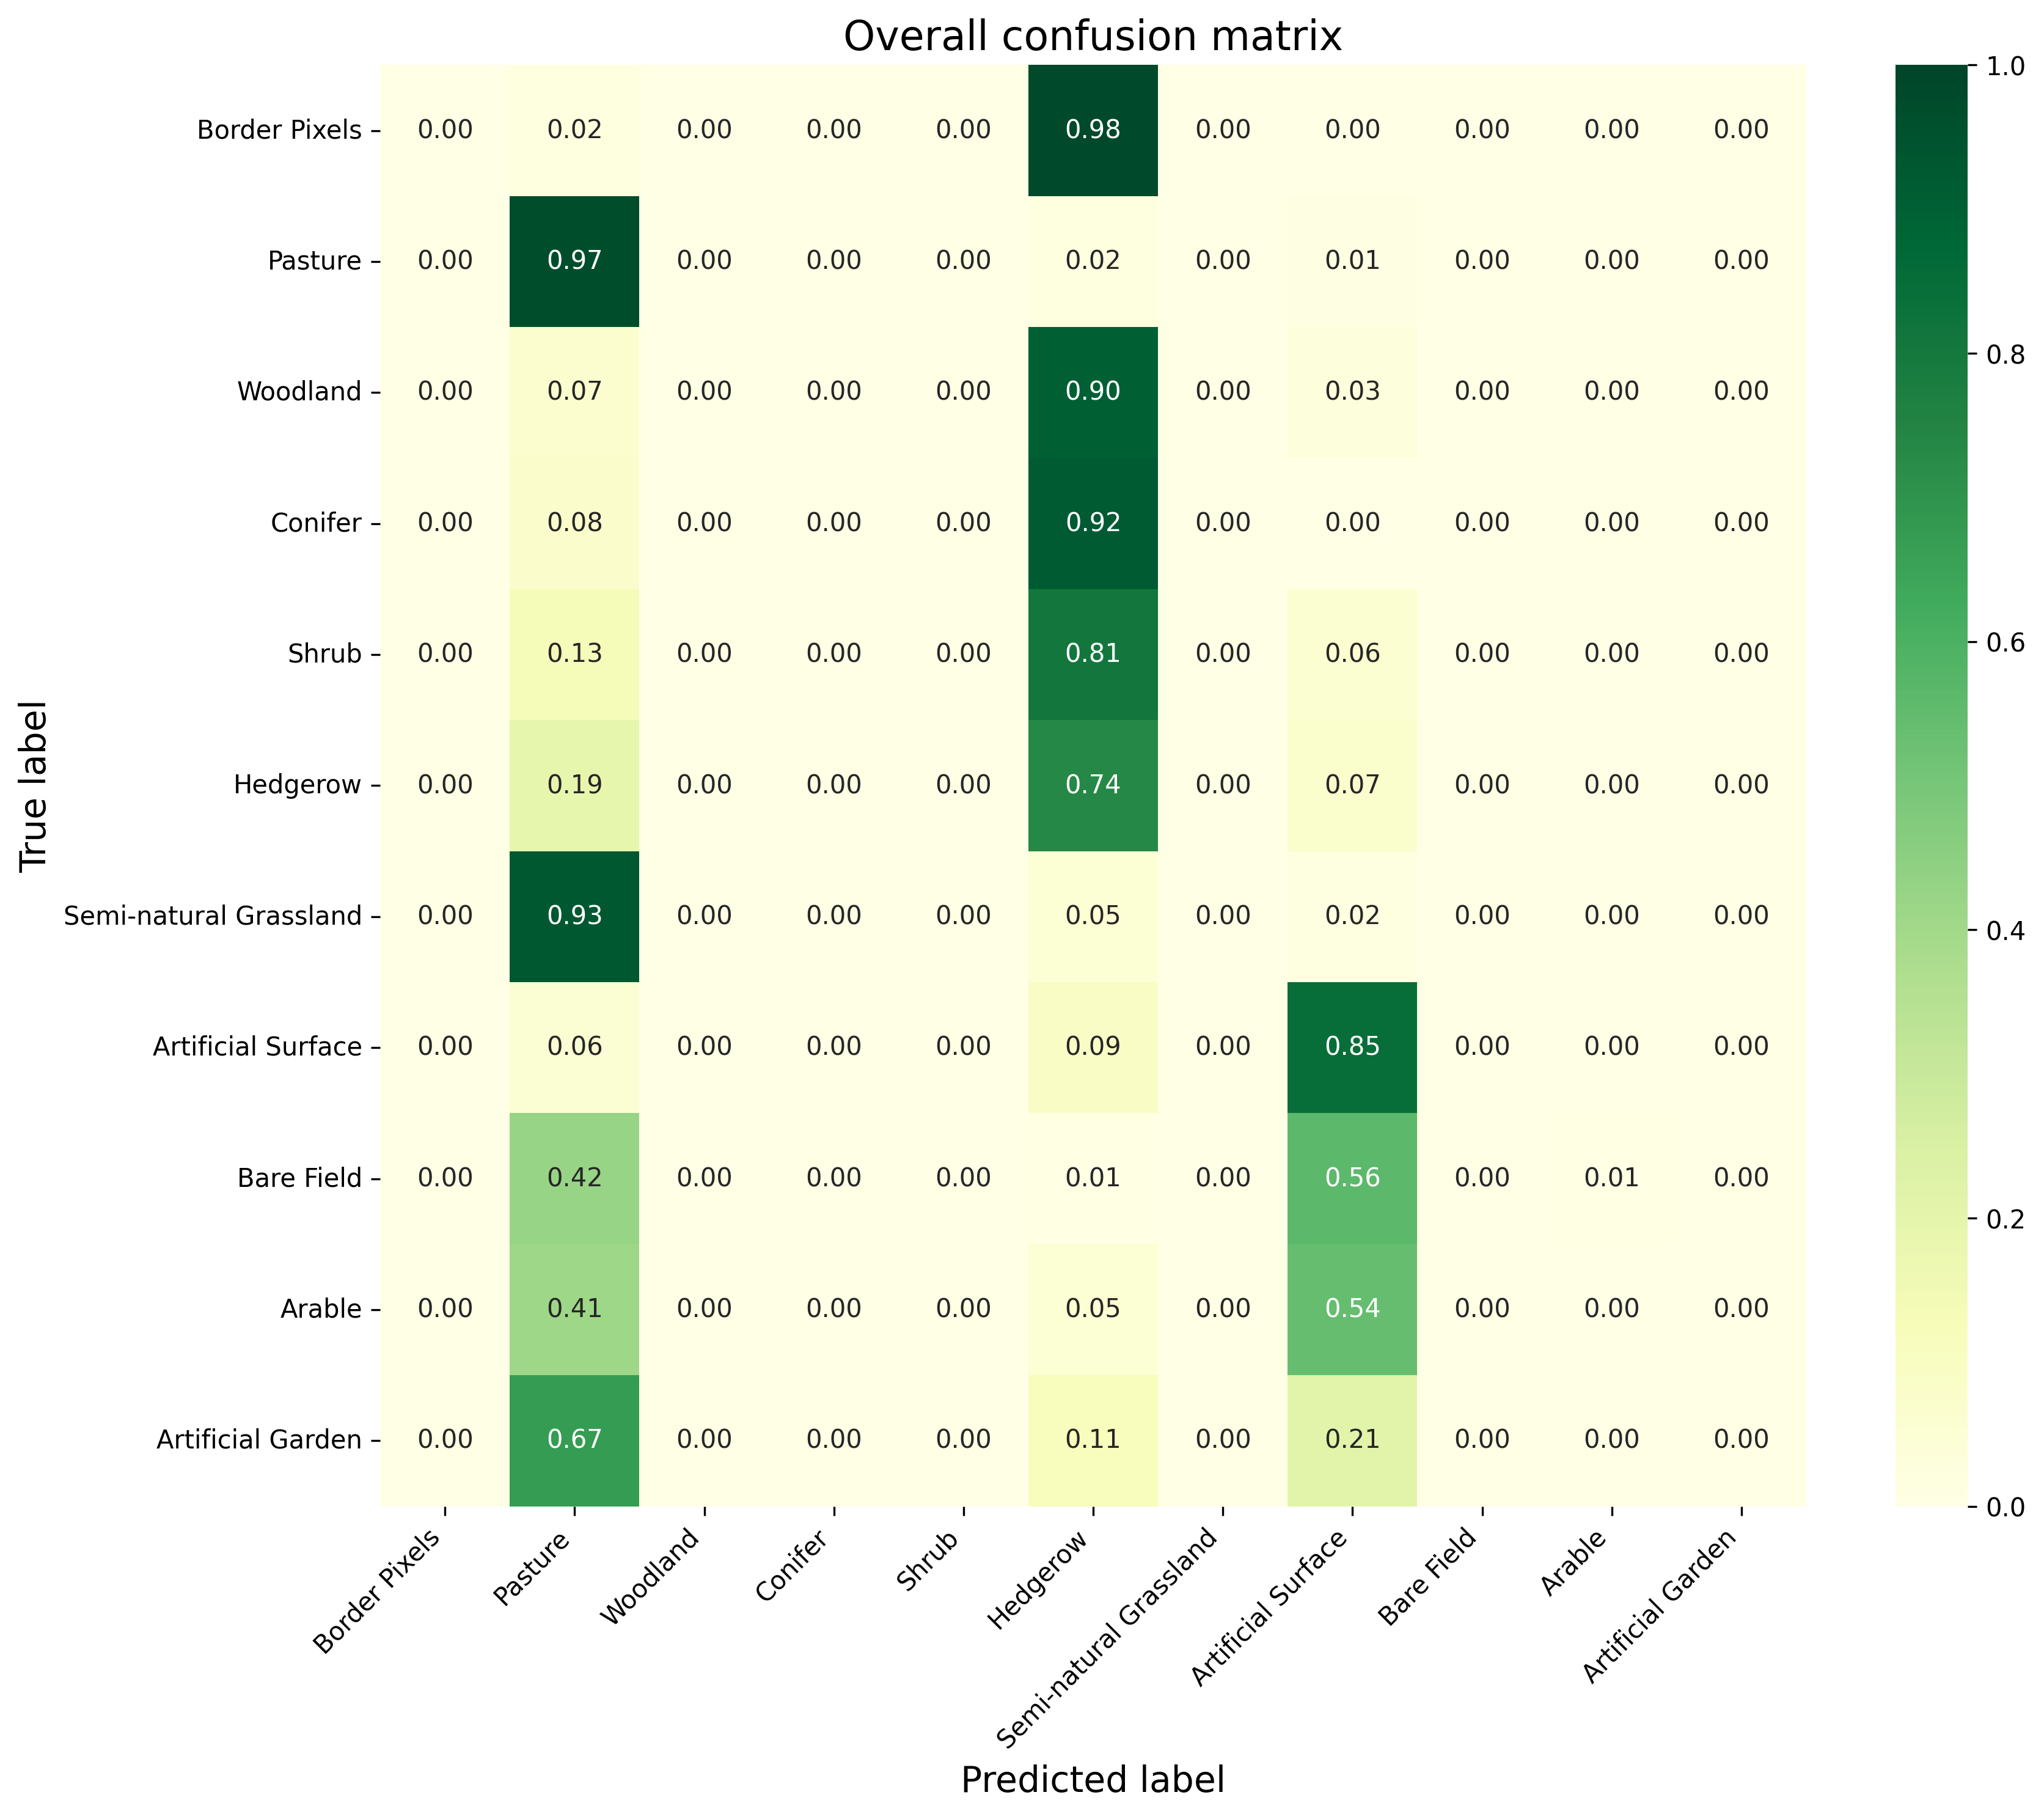 Overall confusion matrix
Border Pixels 0.00 0.02 0.00 0.00 0.00 0.98 0.00 0.00 0.00 0.00 0.00
Pasture 0.00 0.97 0.00 0.00 0.00 0.02 0.00 0.01 0.00 0.00 0.00
Woodland 0.00 0.07 0.00 0.00 0.00 0.90 0.00 0.03 0.00 0.00 0.00
Conifer 0.00 0.08 0.00 0.00 0.00 0.92 0.00 0.00 0.00 0.00 0.00
Shrub 0.00 0.13 0.00 0.00 0.00 0.81 0.00 0.06 0.00 0.00 0.00
Hedgerow 0.00 0.19 0.00 0.00 0.00 0.74 0.00 0.07 0.00 0.00 0.00
Semi-natural Grassland 0.00 0.93 0.00 0.00 0.00 0.05 0.00 0.02 0.00 0.00 0.00
Artificial Surface 0.00 0.06 0.00 0.00 0.00 0.09 0.00 0.85 0.00 0.00 0.00
Bare Field 0.00 0.42 0.00 0.00 0.00 0.01 0.00 0.56 0.00 0.01 0.00
Arable 0.00 0.41 0.00 0.00 0.00 0.05 0.00 0.54 0.00 0.00 0.00
Artificial Garden 0.00 0.67 0.00 0.00 0.00 0.11 0.00 0.21 0.00 0.00 0.00
True label
Border Pixels
Pasture
Woodland
Conifer
Shrub
Hedgerow
Semi-natural Grassland
Artificial Surface
Bare Field
Arable
Artificial Garden
Predicted label
1.0
0.8
0.6
0.4
0.2
0.0